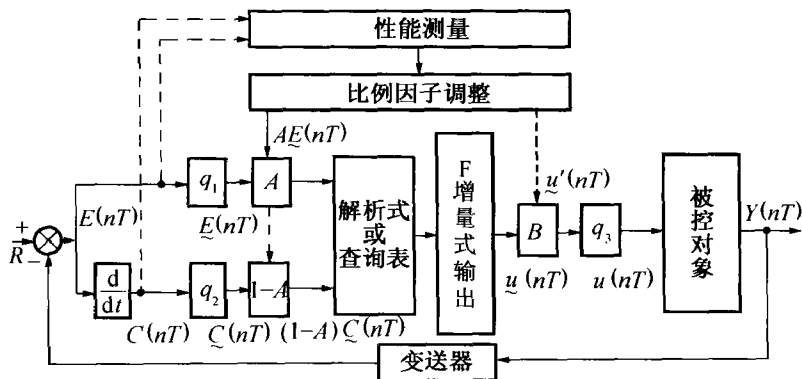 性能测量
比例因子调整
AE(nT)
F增量式输出
u'(nT)
被控对象
Y(nT)
E(nT)
q₁
A
解析式或查询表
B
q₃
+
R
−
E(nT)
u(nT)
u(nT)
d/dt
q₂
1-A
C(nT)
C(nT)
(1-A)C(nT)
变送器